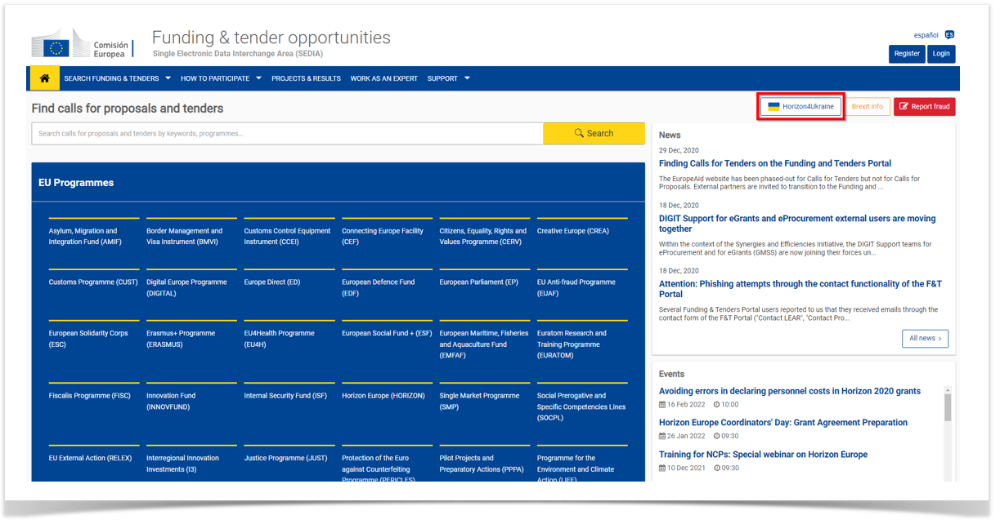 Comisión
Europea
Funding & tender opportunities
Single Electronic Data Interchange Area (SEDIA)
español ES
Register Login
SEARCH FUNDING & TENDERS HOW TO PARTICIPATE PROJECTS & RESULTS WORK AS AN EXPERT SUPPORT
Find calls for proposals and tenders
Horizon4Ukraine Brexit info Report fraud
Search calls for proposals and tenders by keywords, programmes...
Search
EU Programmes
Asylum, Migration and
Integration Fund (AMIF)
Border Management and
Visa Instrument (BMVI)
Customs Control Equipment
Instrument (CCEI)
Connecting Europe Facility
(CEF)
Citizens, Equality, Rights and
Values Programme (CERV)
Creative Europe (CREA)
Customs Programme (CUST)
Digital Europe Programme
(DIGITAL)
Europe Direct (ED)
European Defence Fund
(EDF)
European Parliament (EP)
EU Anti-fraud Programme
(EUAF)
European Solidarity Corps
(ESC)
Erasmus+ Programme
(ERASMUS)
EU4Health Programme
(EU4H)
European Social Fund + (ESF)
European Maritime, Fisheries
and Aquaculture Fund
(EMFAF)
Euratom Research and
Training Programme
(EURATOM)
Fiscalis Programme (FISC)
Innovation Fund
(INNOVFUND)
Internal Security Fund (ISF)
Horizon Europe (HORIZON)
Single Market Programme
(SMP)
Social Prerogative and
Specific Competencies Lines
(SOCPL)
EU External Action (RELEX)
Interregional Innovation
Investments (I3)
Justice Programme (JUST)
Protection of the Euro
against Counterfeiting
Programme (PERICLES)
Pilot Projects and
Preparatory Actions (PPPA)
Programme for the
Environment and Climate
Action (LIFE)
News
29 Dec, 2020
Finding Calls for Tenders on the Funding and Tenders Portal
The EuropeAid website has been phased-out for Calls for Tenders but not for Calls for
Proposals. External partners are invited to transition to the Funding and ...
18 Dec, 2020
DIGIT Support for eGrants and eProcurement external users are moving
together
Within the context of the Synergies and Efficiencies Initiative, the DIGIT Support teams for
eProcurement and for eGrants (GMSS) are now joining their forces un...
18 Dec, 2020
Attention: Phishing attempts through the contact functionality of the F&T
Portal
Several Funding & Tenders Portal users reported to us that they received emails through the
contact form of the F&T Portal ("Contact LEAR", "Contact Pro...
All news ›
Events
Avoiding errors in declaring personnel costs in Horizon 2020 grants
16 Feb 2022 10:00
Horizon Europe Coordinators' Day: Grant Agreement Preparation
26 Jan 2022 09:30
Training for NCPs: Special webinar on Horizon Europe
10 Dec 2021 09:30